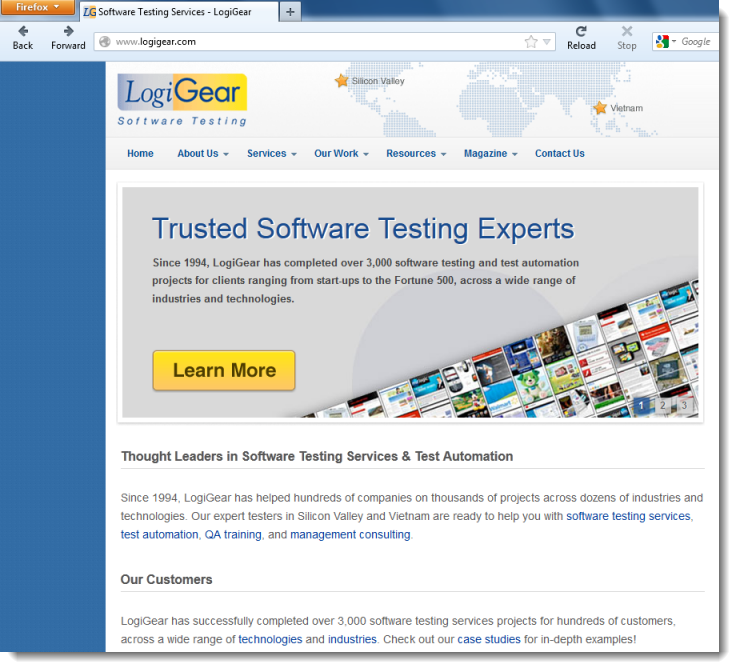 Firefox
LG Software Testing Services - LogiGear
Back
Forward
www.logigear.com
Reload
Stop
Google
LogiGear
Software Testing
Silicon Valley
Vietnam
Home About Us Services Our Work Resources Magazine Contact Us
Trusted Software Testing Experts
Since 1994, LogiGear has completed over 3,000 software testing and test automation
projects for clients ranging from start-ups to the Fortune 500, across a wide range of
industries and technologies.
Learn More
1 2 3
Thought Leaders in Software Testing Services & Test Automation
Since 1994, LogiGear has helped hundreds of companies on thousands of projects across dozens of industries and
technologies. Our expert testers in Silicon Valley and Vietnam are ready to help you with software testing services,
test automation, QA training, and management consulting.
Our Customers
LogiGear has successfully completed over 3,000 software testing services projects for hundreds of customers,
across a wide range of technologies and industries. Check out our case studies for in-depth examples!